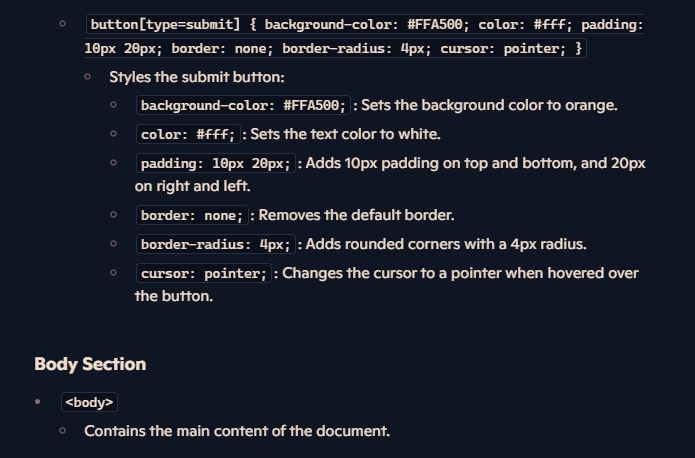 button[type=submit] { background-color: #FFA500; color: #fff; padding:
10px 20px; border: none; border-radius: 4px; cursor: pointer; }
Styles the submit button:
background-color: #FFA500; : Sets the background color to orange.
color: #fff; : Sets the text color to white.
padding: 10px 20px; : Adds 10px padding on top and bottom, and 20px
on right and left.
border: none; : Removes the default border.
border-radius: 4px; : Adds rounded corners with a 4px radius.
cursor: pointer; : Changes the cursor to a pointer when hovered over
the button.
Body Section
<body>
Contains the main content of the document.